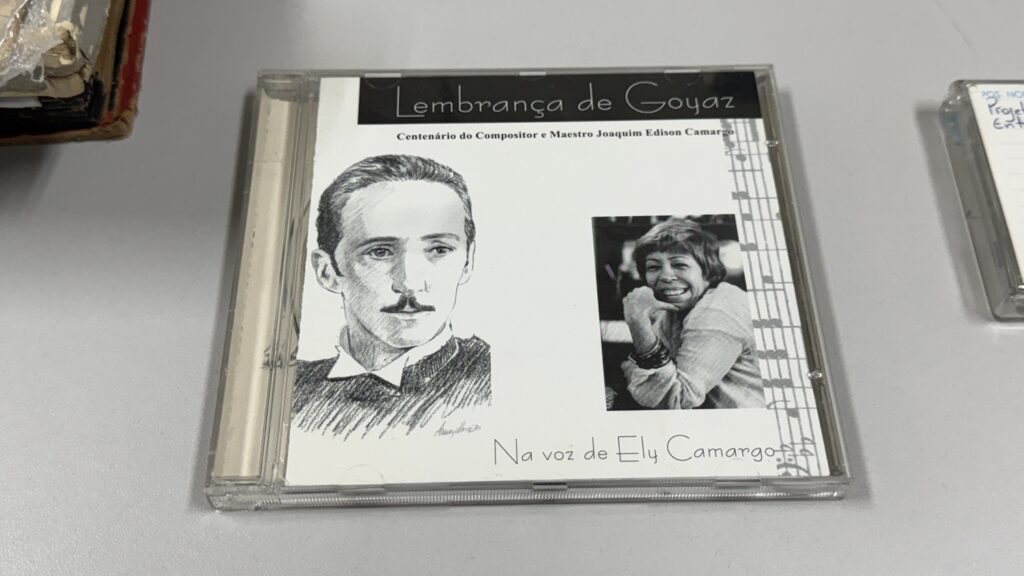 Lembrança de Goyaz
Centenário do Compositor e Maestro Joaquim Edison Camargo
Na voz de Ely Camargo